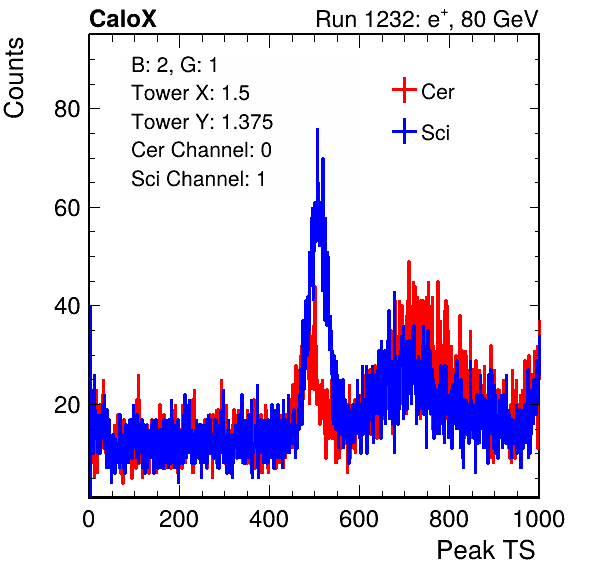 CaloX Run 1232: e+, 80 GeV
Counts
B: 2, G: 1
Tower X: 1.5
Tower Y: 1.375
Cer Channel: 0
Sci Channel: 1
Cer
Sci
80
60
40
20
0 200 400 600 800 1000
Peak TS